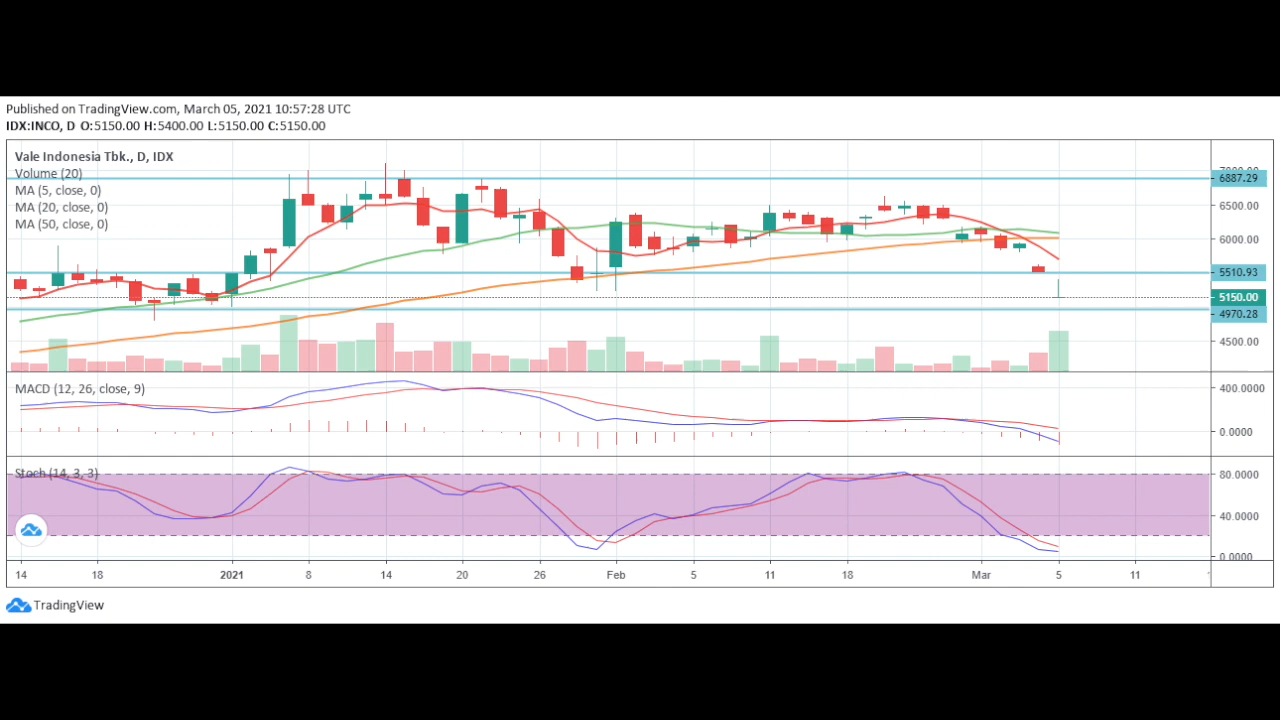 Published on TradingView.com, March 05, 2021 10:57:28 UTC
IDX:INCO, D O:5150.00 H:5400.00 L:5150.00 C:5150.00
Vale Indonesia Tbk., D, IDX
Volume (20)
MA (5, close, 0)
MA (20, close, 0)
MA (50, close, 0)
7000.00
6887.29
6500.00
6000.00
5510.93
5150.00
4970.28
4500.00
MACD (12, 26, close, 9)
400.0000
0.0000
Stoch (14, 3, 3)
80.0000
40.0000
0.0000
14 18 2021 8 14 20 26 Feb 5 11 18 Mar 5 11
TradingView